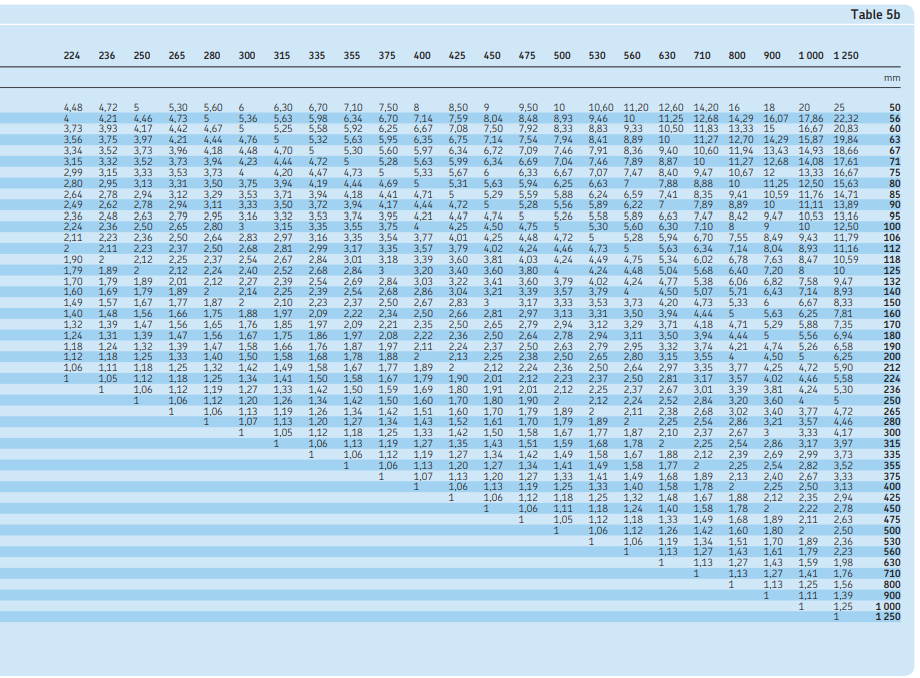 Table 5b
224 236 250 265 280 300 315 335 355 375 400 425 450 475 500 530 560 630 710 800 900 1 000 1 250
mm
4,48 4,72 5 5,30 5,60 6 6,30 6,70 7,10 7,50 8 8,50 9 9,50 10 10,60 11,20 12,60 14,20 16 18 20 25 50
4 4,21 4,46 4,73 5 5,36 5,63 5,98 6,34 6,70 7,14 7,59 8,04 8,48 8,93 9,46 10 11,25 12,68 14,29 16,07 17,86 22,32 56
3,73 3,93 4,17 4,42 4,67 5 5,25 5,58 5,92 6,25 6,67 7,08 7,50 7,92 8,33 8,83 9,33 10,50 11,83 13,33 15 16,67 20,83 60
3,56 3,75 3,97 4,21 4,44 4,76 5 5,32 5,63 5,95 6,35 6,75 7,14 7,54 7,94 8,41 8,89 10 11,27 12,70 14,29 15,87 19,84 63
3,34 3,52 3,73 3,96 4,18 4,48 4,70 5 5,30 5,60 5,97 6,34 6,72 7,09 7,46 7,91 8,36 9,40 10,60 11,94 13,43 14,93 18,66 67
3,15 3,32 3,52 3,73 3,94 4,23 4,44 4,72 5 5,28 5,63 5,99 6,34 6,69 7,04 7,46 7,89 8,87 10 11,27 12,68 14,08 17,61 71
2,99 3,15 3,33 3,53 3,73 4 4,20 4,47 4,73 5 5,33 5,67 6 6,33 6,67 7,07 7,47 8,40 9,47 10,67 12 13,33 16,67 75
2,80 2,95 3,13 3,31 3,50 3,75 3,94 4,19 4,44 4,69 5 5,31 5,63 5,94 6,25 6,63 7 7,88 8,88 10 11,25 12,50 15,63 80
2,64 2,78 2,94 3,12 3,29 3,53 3,71 3,94 4,18 4,41 4,71 5 5,29 5,59 5,88 6,24 6,59 7,41 8,35 9,41 10,59 11,76 14,71 85
2,49 2,62 2,78 2,94 3,11 3,33 3,50 3,72 3,94 4,17 4,44 4,72 5 5,28 5,56 5,89 6,22 7 7,89 8,89 10 11,11 13,89 90
2,36 2,48 2,63 2,79 2,95 3,16 3,32 3,53 3,74 3,95 4,21 4,47 4,74 5 5,26 5,58 5,89 6,63 7,47 8,42 9,47 10,53 13,16 95
2,24 2,36 2,50 2,65 2,80 3 3,15 3,35 3,55 3,75 4 4,25 4,50 4,75 5 5,30 5,60 6,30 7,10 8 9 10 12,50 100
2,11 2,23 2,36 2,50 2,64 2,83 2,97 3,16 3,35 3,54 3,77 4,01 4,25 4,48 4,72 5 5,28 5,94 6,70 7,55 8,49 9,43 11,79 106
2 2,11 2,23 2,37 2,50 2,68 2,81 2,99 3,17 3,35 3,57 3,79 4,02 4,24 4,46 4,73 5 5,63 6,34 7,14 8,04 8,93 11,16 112
1,90 2 2,12 2,25 2,37 2,54 2,67 2,84 3,01 3,18 3,39 3,60 3,81 4,03 4,24 4,49 4,75 5,34 6,02 6,78 7,63 8,47 10,59 118
1,79 1,89 2 2,12 2,24 2,40 2,52 2,68 2,84 3 3,20 3,40 3,60 3,80 4 4,24 4,48 5,04 5,68 6,40 7,20 8 10 125
1,70 1,79 1,89 2,01 2,12 2,27 2,39 2,54 2,69 2,84 3,03 3,22 3,41 3,60 3,79 4,02 4,24 4,77 5,38 6,06 6,82 7,58 9,47 132
1,60 1,69 1,79 1,89 2 2,14 2,25 2,39 2,54 2,68 2,86 3,04 3,21 3,39 3,57 3,79 4 4,50 5,07 5,71 6,43 7,14 8,93 140
1,49 1,57 1,67 1,77 1,87 2 2,10 2,23 2,37 2,50 2,67 2,83 3 3,17 3,33 3,53 3,73 4,20 4,73 5,33 6 6,67 8,33 150
1,40 1,48 1,56 1,66 1,75 1,88 1,97 2,09 2,22 2,34 2,50 2,66 2,81 2,97 3,13 3,31 3,50 3,94 4,44 5 5,63 6,25 7,81 160
1,32 1,39 1,47 1,56 1,65 1,76 1,85 1,97 2,09 2,21 2,35 2,50 2,65 2,79 2,94 3,12 3,29 3,71 4,18 4,71 5,29 5,88 7,35 170
1,24 1,31 1,39 1,47 1,56 1,67 1,75 1,86 1,97 2,08 2,22 2,36 2,50 2,64 2,78 2,94 3,11 3,50 3,94 4,44 5 5,56 6,94 180
1,18 1,24 1,32 1,39 1,47 1,58 1,66 1,76 1,87 1,97 2,11 2,24 2,37 2,50 2,63 2,79 2,95 3,32 3,74 4,21 4,74 5,26 6,58 190
1,12 1,18 1,25 1,33 1,40 1,50 1,58 1,68 1,78 1,88 2 2,13 2,25 2,38 2,50 2,65 2,80 3,15 3,55 4 4,50 5 6,25 200
1,06 1,11 1,18 1,25 1,32 1,42 1,49 1,58 1,67 1,77 1,89 2 2,12 2,24 2,36 2,50 2,64 2,97 3,35 3,77 4,25 4,72 5,90 212
1 1,05 1,12 1,18 1,25 1,34 1,41 1,50 1,58 1,67 1,79 1,90 2,01 2,12 2,23 2,37 2,50 2,81 3,17 3,57 4,02 4,46 5,58 224
1 1,06 1,12 1,19 1,27 1,33 1,42 1,50 1,59 1,69 1,80 1,91 2,01 2,12 2,25 2,37 2,67 3,01 3,39 3,81 4,24 5,30 236
1 1,06 1,12 1,20 1,26 1,34 1,42 1,50 1,60 1,70 1,80 1,90 2 2,12 2,24 2,52 2,84 3,20 3,60 4 5 250
1 1,06 1,13 1,19 1,26 1,34 1,42 1,51 1,60 1,70 1,79 1,89 2 2,11 2,38 2,68 3,02 3,40 3,77 4,72 265
1 1,07 1,13 1,20 1,27 1,34 1,43 1,52 1,61 1,70 1,79 1,89 2 2,25 2,54 2,86 3,21 3,57 4,46 280
1 1,05 1,12 1,18 1,25 1,33 1,42 1,50 1,58 1,67 1,77 1,87 2,10 2,37 2,67 3 3,33 4,17 300
1 1,06 1,13 1,19 1,27 1,35 1,43 1,51 1,59 1,68 1,78 2 2,25 2,54 2,86 3,17 3,97 315
1 1,06 1,12 1,19 1,27 1,34 1,42 1,49 1,58 1,67 1,88 2,12 2,39 2,69 2,99 3,73 335
1 1,06 1,13 1,20 1,27 1,34 1,41 1,49 1,58 1,77 2 2,25 2,54 2,82 3,52 355
1 1,07 1,13 1,20 1,27 1,33 1,41 1,49 1,68 1,89 2,13 2,40 2,67 3,33 375
1 1,06 1,13 1,19 1,25 1,33 1,40 1,58 1,78 2 2,25 2,50 3,13 400
1 1,06 1,12 1,18 1,25 1,32 1,48 1,67 1,88 2,12 2,35 2,94 425
1 1,06 1,11 1,18 1,24 1,40 1,58 1,78 2 2,22 2,78 450
1 1,05 1,12 1,18 1,33 1,49 1,68 1,89 2,11 2,63 475
1 1,06 1,12 1,26 1,42 1,60 1,80 2 2,50 500
1 1,06 1,19 1,34 1,51 1,70 1,89 2,36 530
1 1,13 1,27 1,43 1,61 1,79 2,23 560
1 1,13 1,27 1,43 1,59 1,98 630
1 1,13 1,27 1,41 1,76 710
1 1,13 1,25 1,56 800
1 1,11 1,39 900
1 1,25 1 000
1 1 250